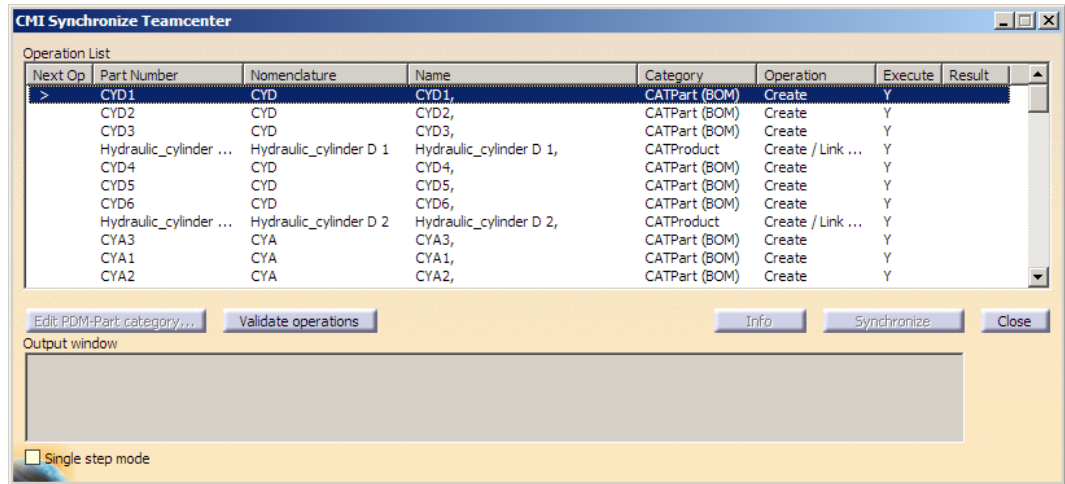 CMI Synchronize Teamcenter
Operation List
Next Op Part Number Nomenclature Name Category Operation Execute Result
> CYD1 CYD CYD1, CATPart (BOM) Create Y
CYD2 CYD CYD2, CATPart (BOM) Create Y
CYD3 CYD CYD3, CATPart (BOM) Create Y
Hydraulic_cylinder ... Hydraulic_cylinder D 1 Hydraulic_cylinder D 1, CATProduct Create / Link ... Y
CYD4 CYD CYD4, CATPart (BOM) Create Y
CYD5 CYD CYD5, CATPart (BOM) Create Y
CYD6 CYD CYD6, CATPart (BOM) Create Y
Hydraulic_cylinder ... Hydraulic_cylinder D 2 Hydraulic_cylinder D 2, CATProduct Create / Link ... Y
CYA3 CYA CYA3, CATPart (BOM) Create Y
CYA1 CYA CYA1, CATPart (BOM) Create Y
CYA2 CYA CYA2, CATPart (BOM) Create Y
Edit PDM-Part category... Validate operations Info Synchronize Close
Output window
Single step mode